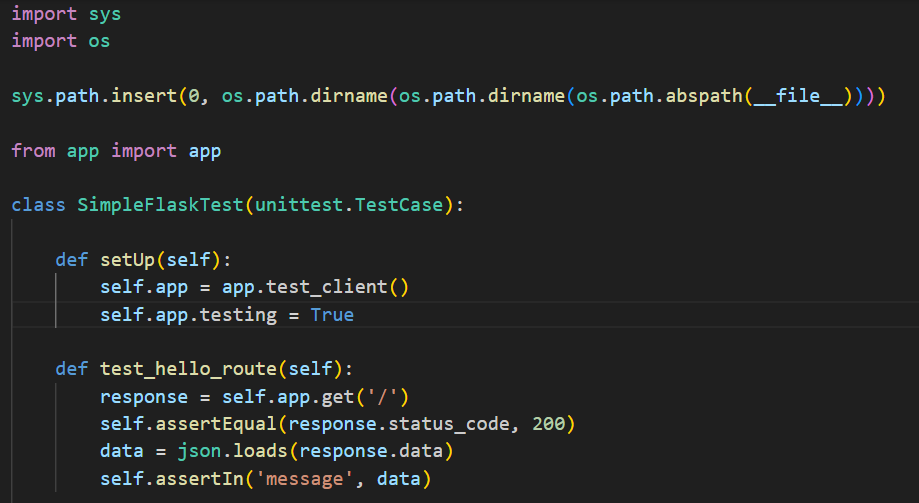 import sys
import os
sys.path.insert(0, os.path.dirname(os.path.dirname(os.path.abspath(__file__))))
from app import app
class SimpleFlaskTest(unittest.TestCase):
def setUp(self):
self.app = app.test_client()
self.app.testing = True
def test_hello_route(self):
response = self.app.get('/')
self.assertEqual(response.status_code, 200)
data = json.loads(response.data)
self.assertIn('message', data)